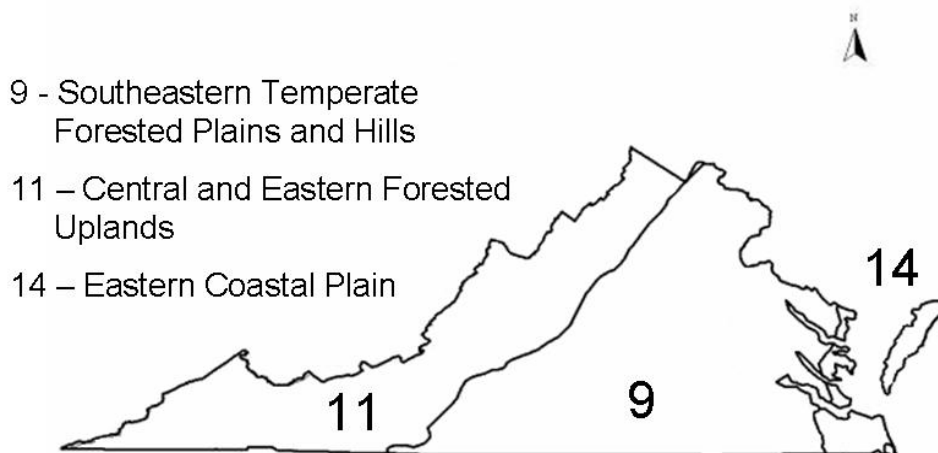 N
9 - Southeastern Temperate
Forested Plains and Hills
11 – Central and Eastern Forested
Uplands
14 – Eastern Coastal Plain
14
11
9